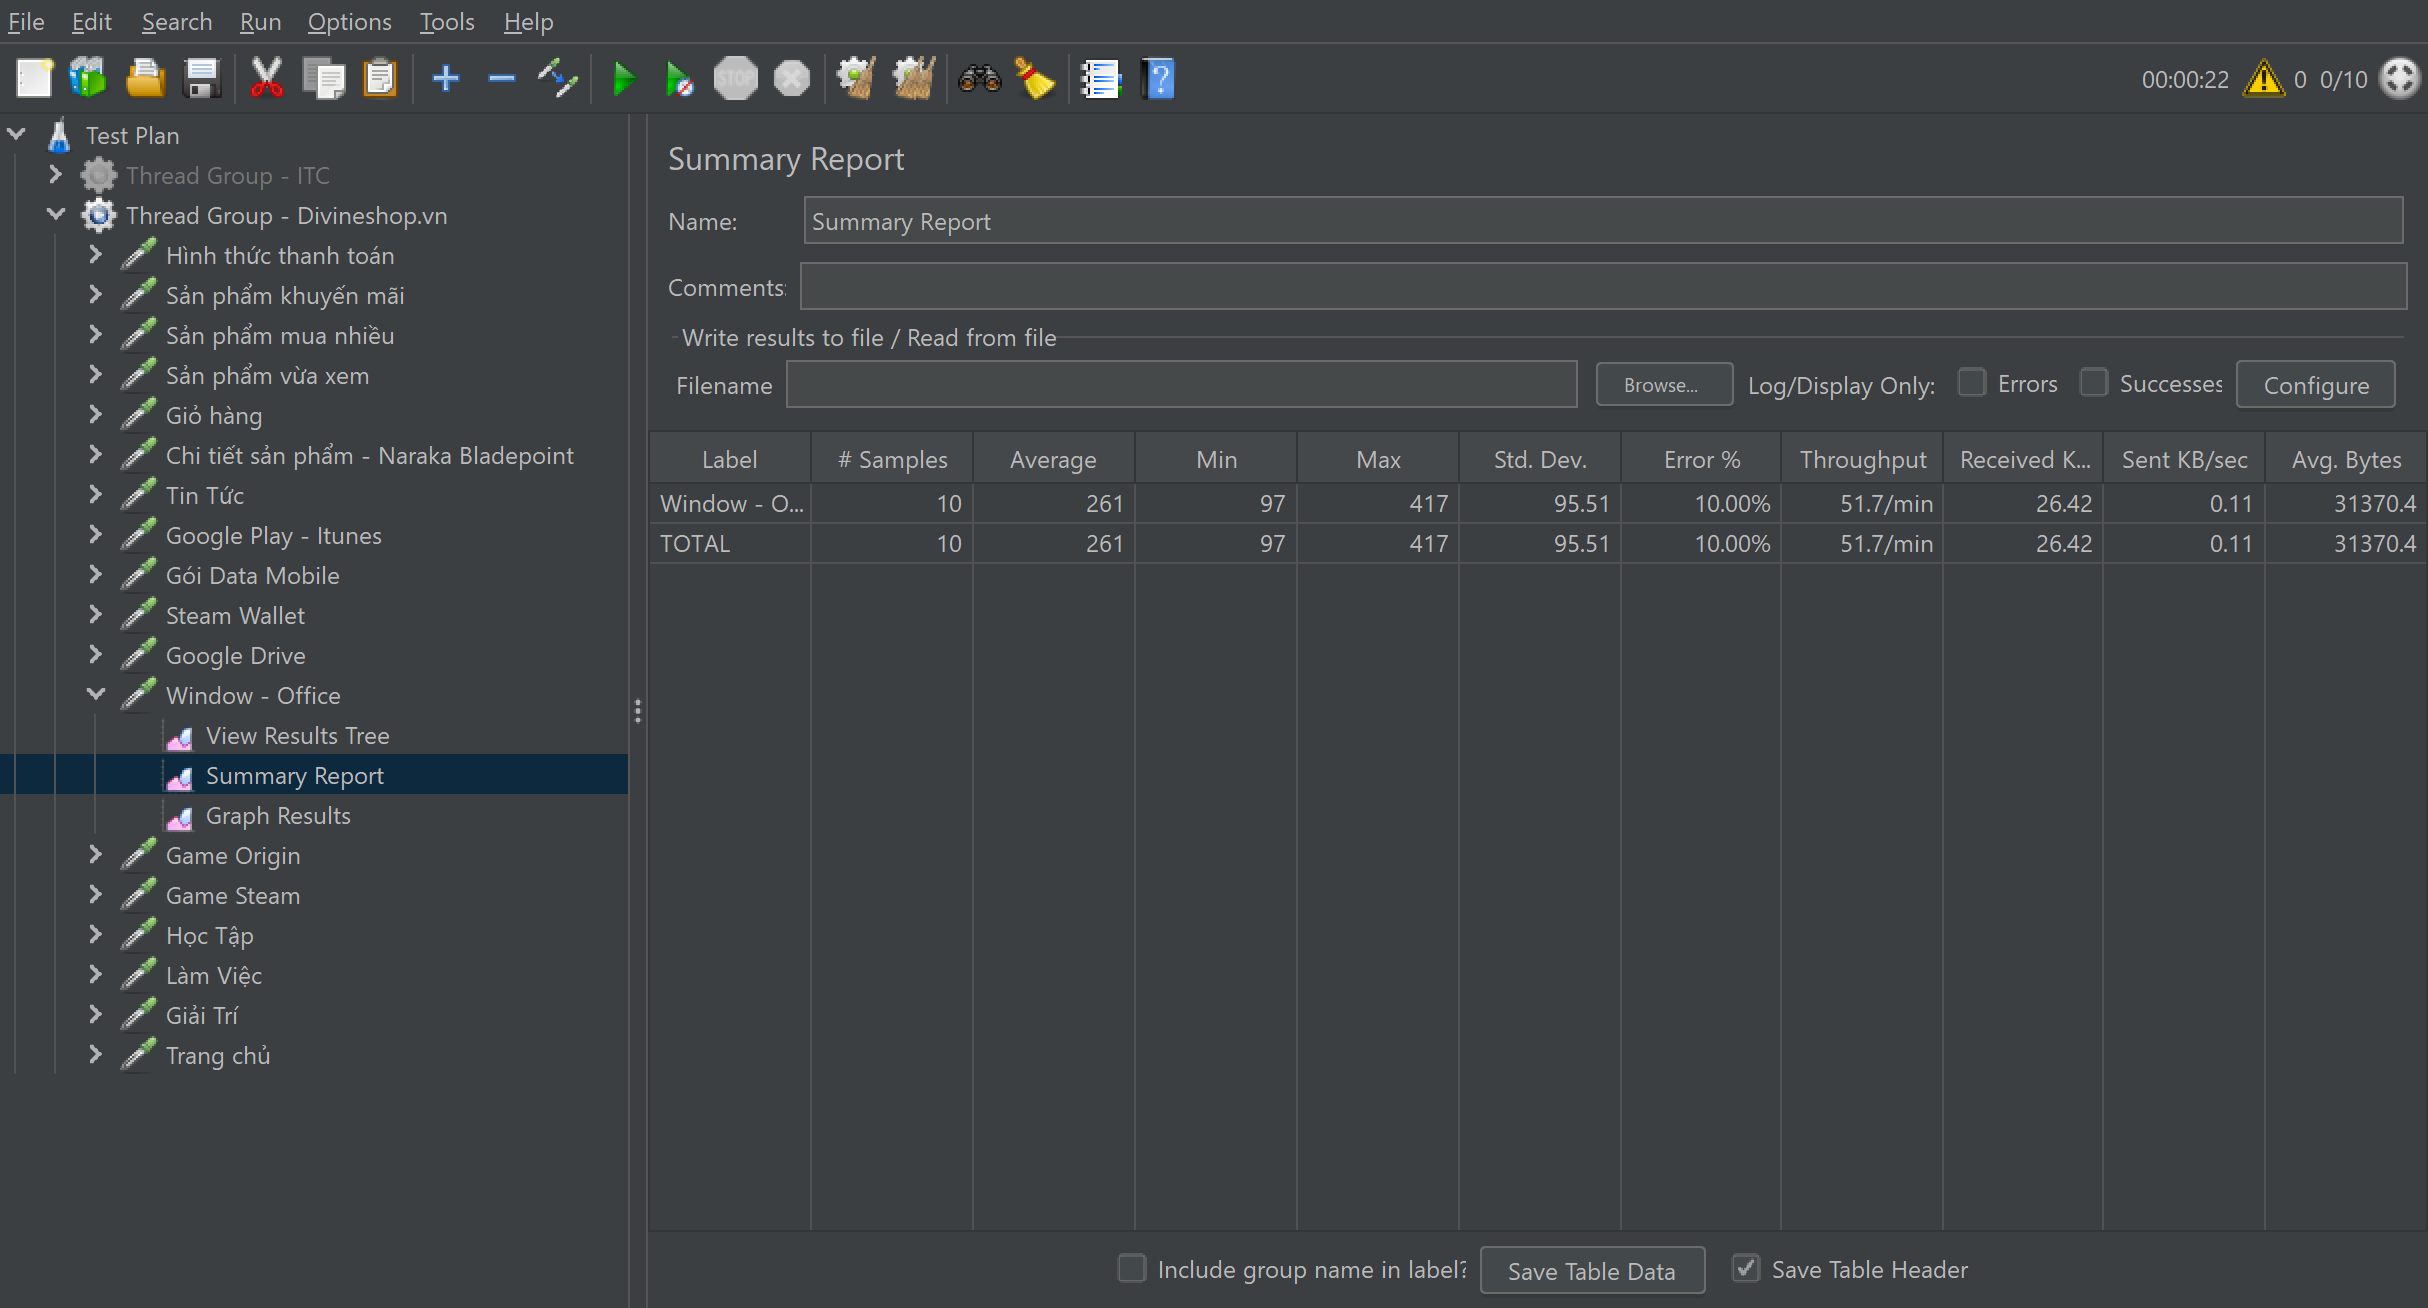 File Edit Search Run Options Tools Help
STOP
00:00:22 0 0/10
Test Plan
Thread Group - ITC
Thread Group - Divineshop.vn
Hình thức thanh toán
Sản phẩm khuyến mãi
Sản phẩm mua nhiều
Sản phẩm vừa xem
Giỏ hàng
Chi tiết sản phẩm - Naraka Bladepoint
Tin Tức
Google Play - Itunes
Gói Data Mobile
Steam Wallet
Google Drive
Window - Office
View Results Tree
Summary Report
Graph Results
Game Origin
Game Steam
Học Tập
Làm Việc
Giải Trí
Trang chủ
Summary Report
Name: Summary Report
Comments:
Write results to file / Read from file
Filename Browse... Log/Display Only: Errors Successes Configure
Label # Samples Average Min Max Std. Dev. Error % Throughput Received K... Sent KB/sec Avg. Bytes
Window - O... 10 261 97 417 95.51 10.00% 51.7/min 26.42 0.11 31370.4
TOTAL 10 261 97 417 95.51 10.00% 51.7/min 26.42 0.11 31370.4
Include group name in label? Save Table Data Save Table Header